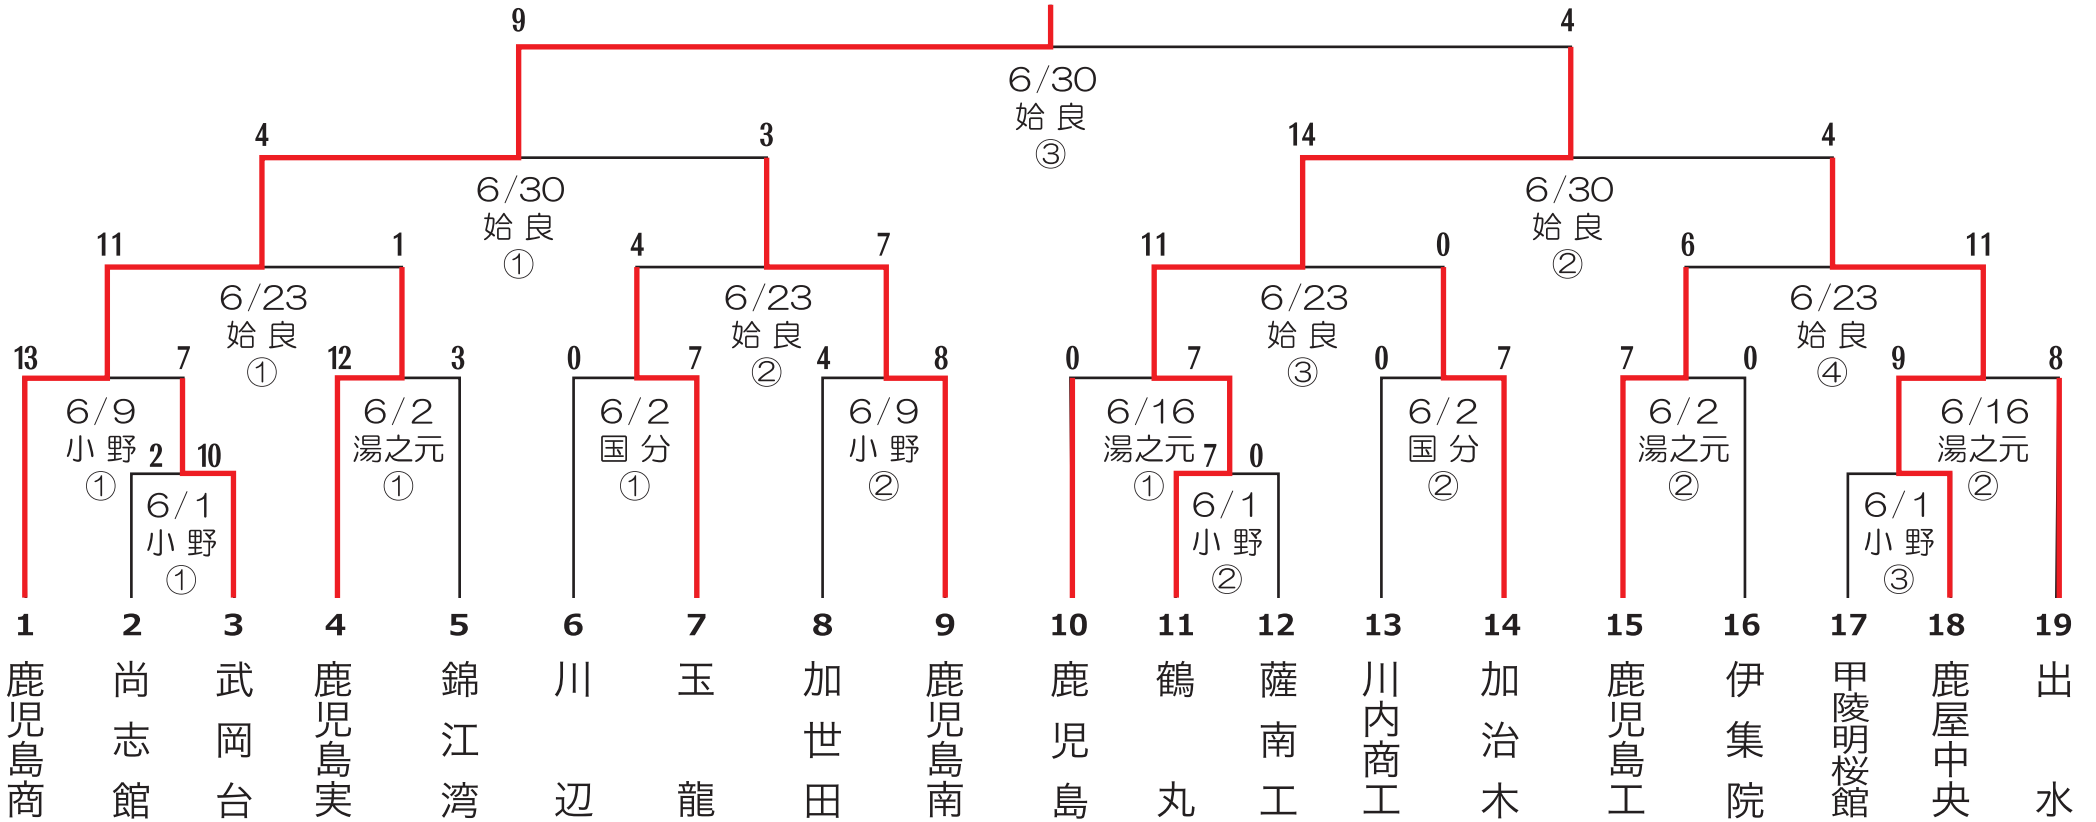 9 4
6/30
姶良
③
4 3 14 4
6/30 6/30
姶良 姶良
① ②
11 1 4 7 11 0 6 11
6/23 6/23 6/23 6/23
姶良 姶良 姶良 姶良
① ② ③ ④
13 7 12 3 0 7 4 8 0 7 0 7 7 0 9 8
6/9 6/2 6/2 6/9 6/16 6/2 6/2 6/16
小野 湯之元 国分 小野 湯之元 国分 湯之元 湯之元
① ① ① ② ① ② ② ②
2 10 7 0
6/1 6/1 6/1
小野 小野 小野
① ② ③
1 2 3 4 5 6 7 8 9 10 11 12 13 14 15 16 17 18 19
鹿児島商
尚志館
武岡台
鹿児島実
錦江湾
川辺
玉龍
加世田
鹿児島南
鹿児島
鶴丸
薩南工
川内商工
加治木
鹿児島工
伊集院
甲陵明桜館
鹿屋中央
出水